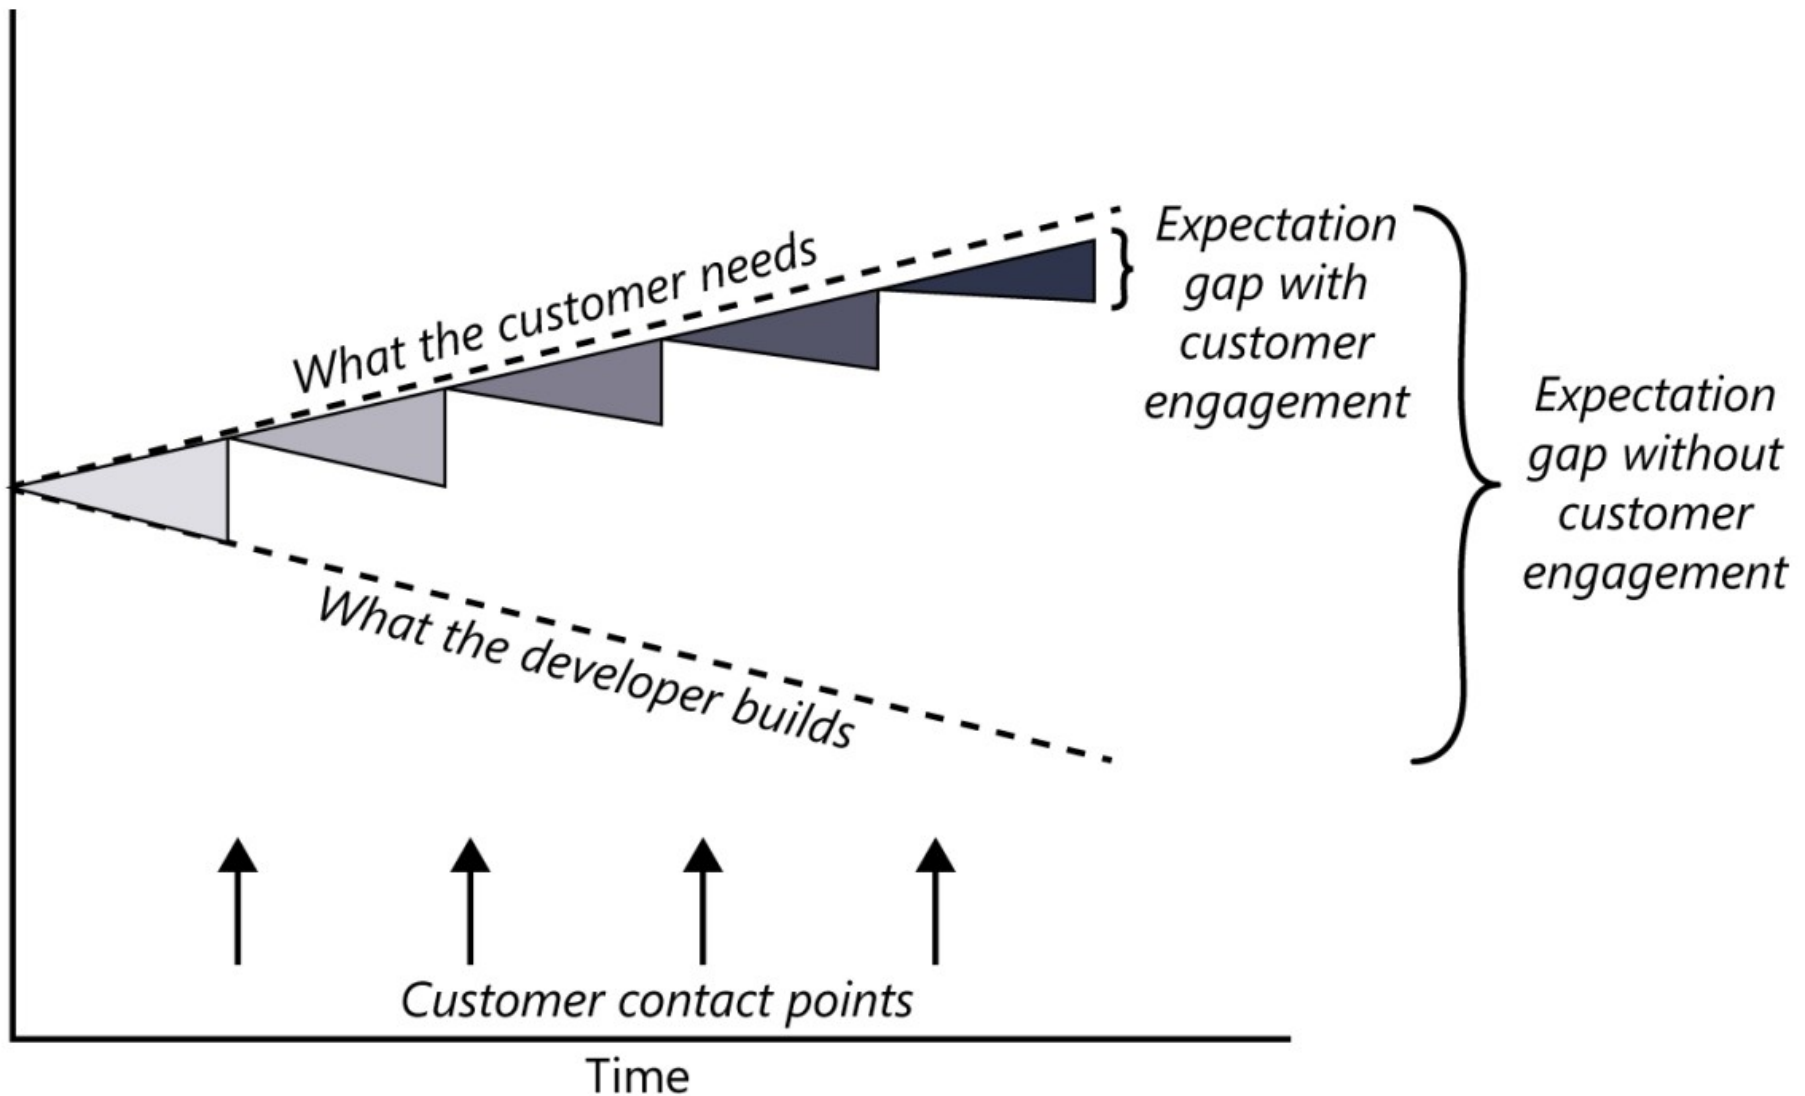 What the customer needs
Expectation
gap with
customer
engagement
Expectation
gap without
customer
engagement
What the developer builds
Customer contact points
Time